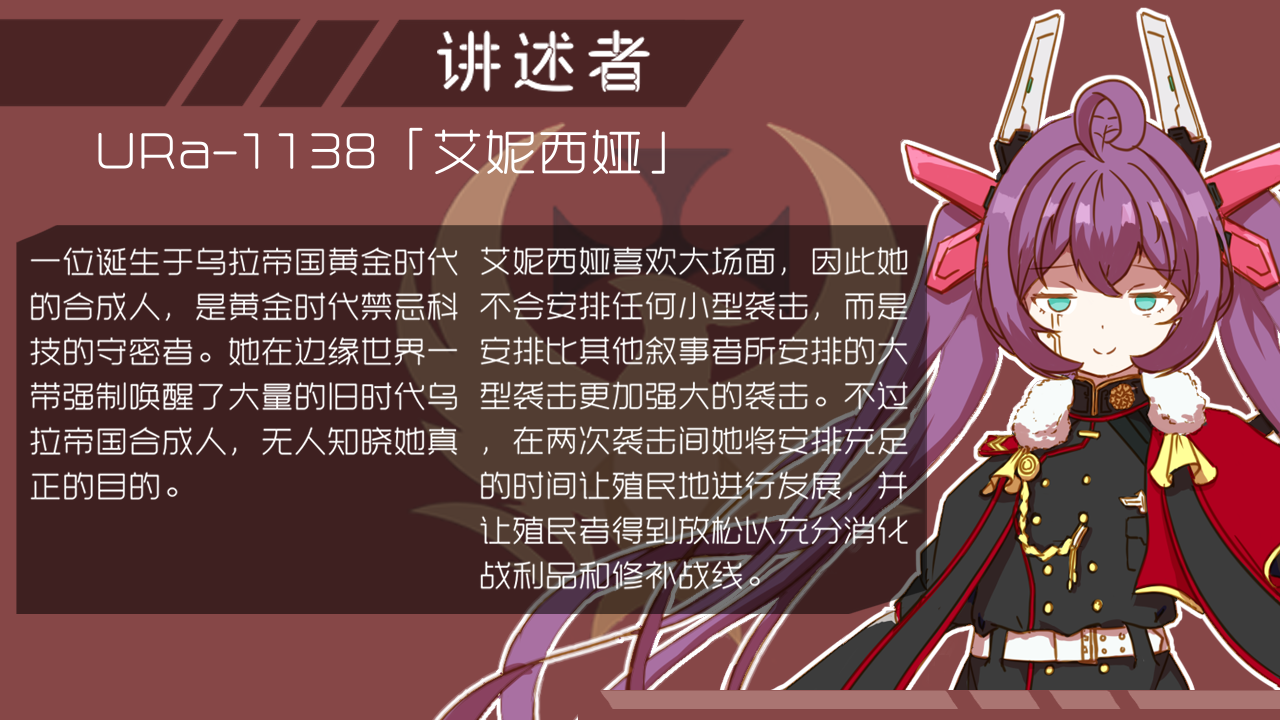 讲述者
URa-1138「艾妮西娅」
一位诞生于乌拉帝国黄金时代
的合成人，是黄金时代禁忌科
技的守密者。她在边缘世界一
带强制唤醒了大量的旧时代乌
拉帝国合成人，无人知晓她真
正的目的。
艾妮西娅喜欢大场面，因此她
不会安排任何小型袭击，而是
安排比其他叙事者所安排的大
型袭击更加强大的袭击。不过
，在两次袭击间她将安排充足
的时间让殖民地进行发展，并
让殖民者得到放松以充分消化
战利品和修补战线。